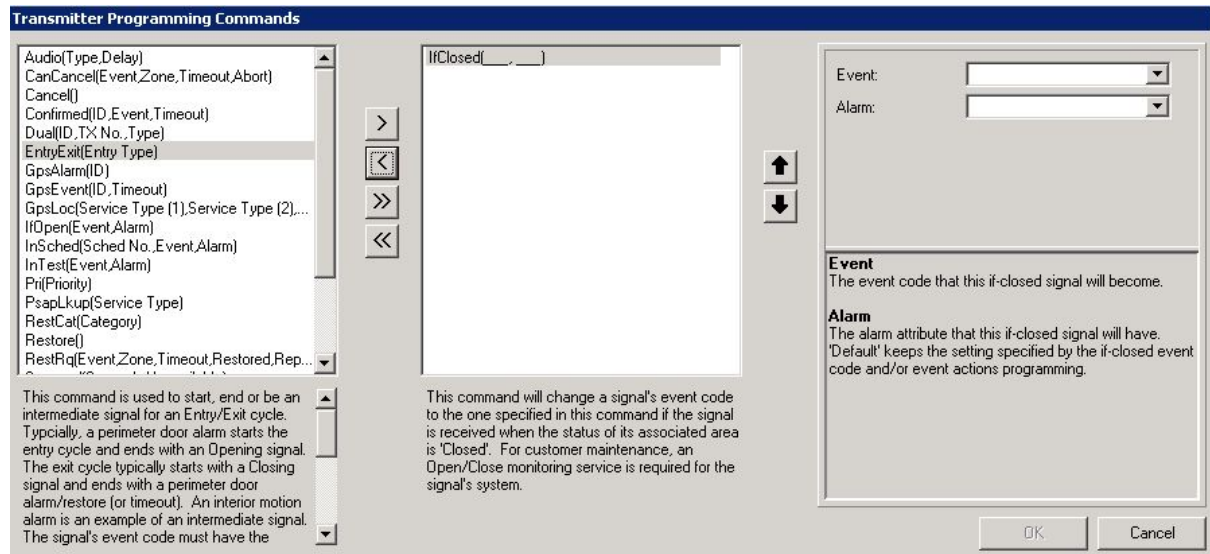 Transmitter Programming Commands
Audio(Type,Delay)
CanCancel(Event,Zone,Timeout,Abort)
Cancel()
Confirmed(ID,Event,Timeout)
Dual(ID,TX No.,Type)
EntryExit(Entry Type)
GpsAlarm(ID)
GpsEvent(ID,Timeout)
GpsLoc(Service Type (1),Service Type (2),...
IfOpen(Event,Alarm)
InSched(Sched No.,Event,Alarm)
InTest(Event,Alarm)
Pri(Priority)
PsapLkup(Service Type)
RestCat(Category)
Restore()
RestRq(Event,Zone,Timeout,Restored,Rep...
This command is used to start, end or be an
intermediate signal for an Entry/Exit cycle.
Typcially, a perimeter door alarm starts the
entry cycle and ends with an Opening signal.
The exit cycle typically starts with a Closing
signal and ends with a perimeter door
alarm/restore (or timeout). An interior motion
alarm is an example of an intermediate signal.
The signal's event code must have the
>
<
>>
<<
IfClosed(___, ___)
This command will change a signal's event code
to the one specified in this command if the signal
is received when the status of its associated area
is 'Closed'. For customer maintenance, an
Open/Close monitoring service is required for the
signal's system.
Event:
Alarm:
Event
The event code that this if-closed signal will become.
Alarm
The alarm attribute that this if-closed signal will have.
'Default' keeps the setting specified by the if-closed event
code and/or event actions programming.
OK
Cancel